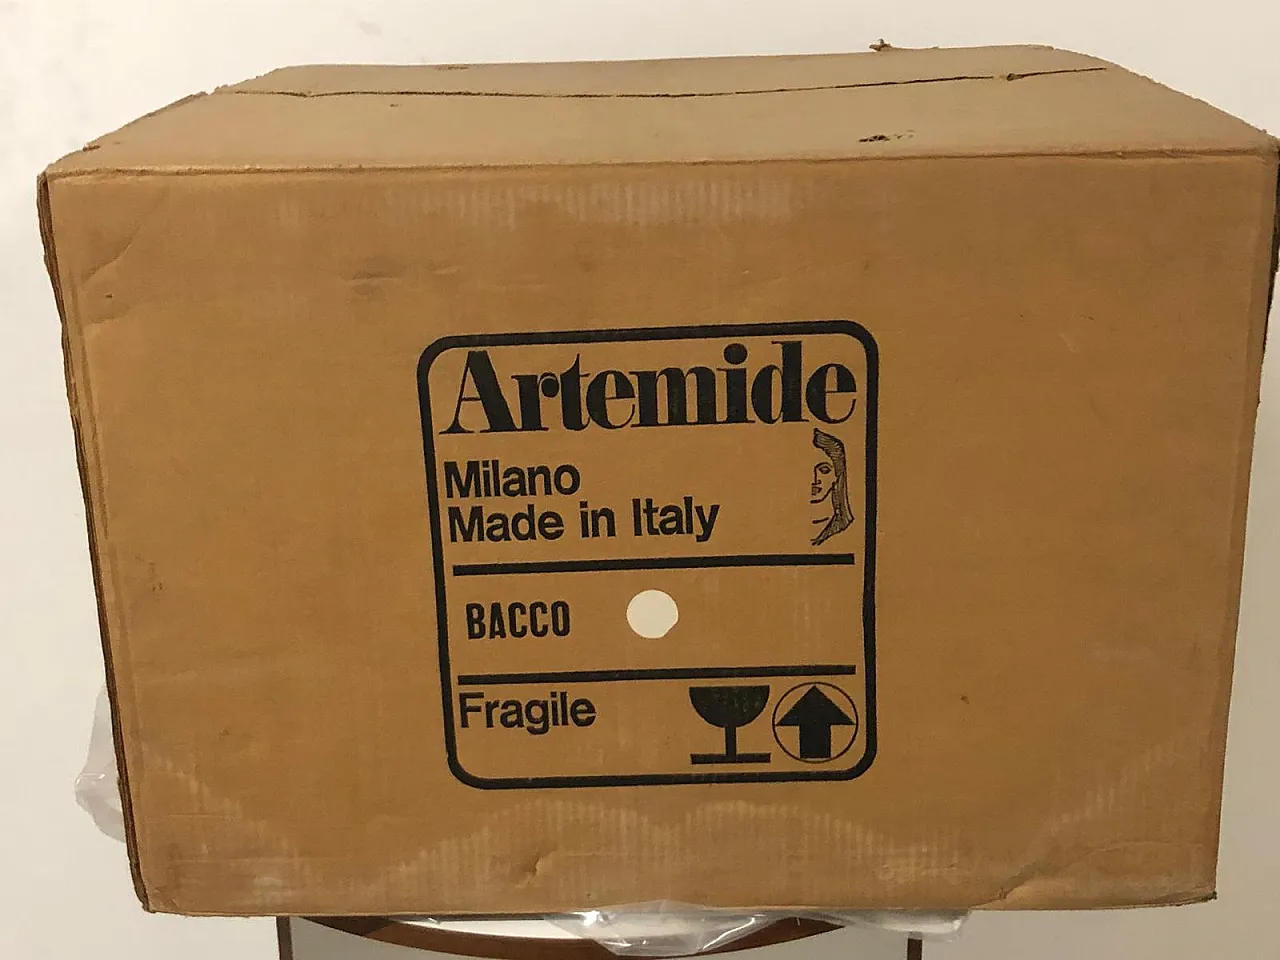 Artemide
Milano
Made in Italy
BACCO
Fragile